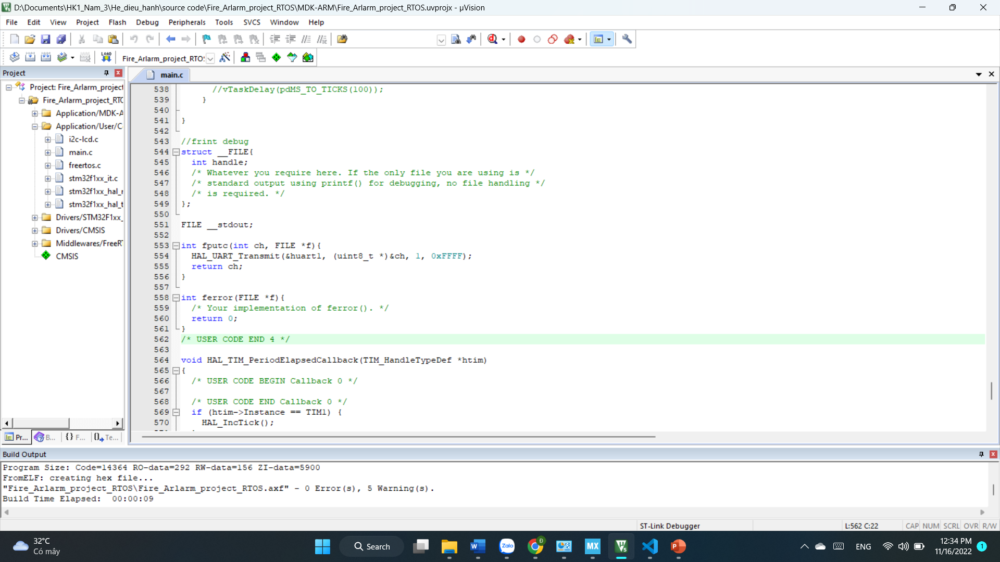 D:\Documents\HK1_Nam_3\He_dieu_hanh\source code\Fire_Arlarm_project_RTOS\MDK-ARM\Fire_Arlarm_project_RTOS.uvprojx - µVision
File Edit View Project Flash Debug Peripherals Tools SVCS Window Help
LOAD Fire_Arlarm_project_RTO
Project
main.c
Project: Fire_Arlarm_project
Fire_Arlarm_project_RTO
Application/MDK-A
Application/User/C
i2c-lcd.c
main.c
freertos.c
stm32f1xx_it.c
stm32f1xx_hal_r
stm32f1xx_hal_t
Drivers/STM32F1xx_
Drivers/CMSIS
Middlewares/FreeR
CMSIS
Pr... B... {} F... Te...
538 //vTaskDelay(pdMS_TO_TICKS(100));
539 }
540
541 }
542
543 //frint debug
544 struct __FILE{
545 int handle;
546 /* Whatever you require here. If the only file you are using is */
547 /* standard output using printf() for debugging, no file handling */
548 /* is required. */
549 };
550
551 FILE __stdout;
552
553 int fputc(int ch, FILE *f){
554 HAL_UART_Transmit(&huart1, (uint8_t *)&ch, 1, 0xFFFF);
555 return ch;
556 }
557
558 int ferror(FILE *f){
559 /* Your implementation of ferror(). */
560 return 0;
561 }
562 /* USER CODE END 4 */
563
564 void HAL_TIM_PeriodElapsedCallback(TIM_HandleTypeDef *htim)
565 {
566 /* USER CODE BEGIN Callback 0 */
567
568 /* USER CODE END Callback 0 */
569 if (htim->Instance == TIM1) {
570 HAL_IncTick();
Build Output
Program Size: Code=14364 RO-data=292 RW-data=156 ZI-data=5900
FromELF: creating hex file...
"Fire_Arlarm_project_RTOS\Fire_Arlarm_project_RTOS.axf" - 0 Error(s), 5 Warning(s).
Build Time Elapsed:  00:00:09
ST-Link Debugger L:562 C:22 CAP NUM SCRL OVR R/W
32°C
Có mây
Search
Zalo
MX
ENG
12:34 PM
11/16/2022
1